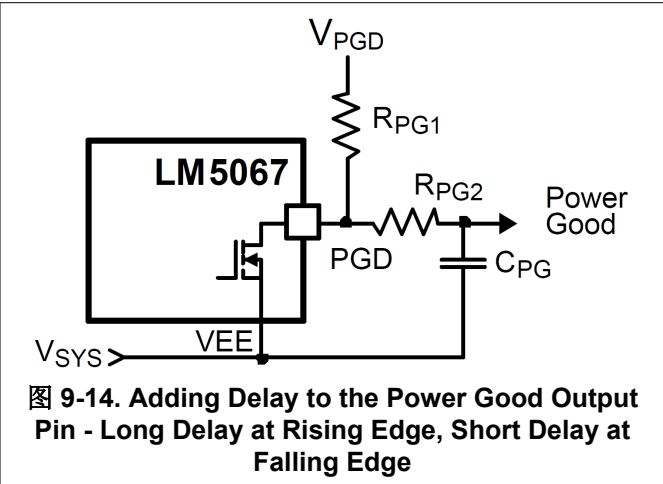 VPGD
RPG1
LM5067
RPG2
Power
Good
PGD
CPG
VEE
VSYS
图 9-14. Adding Delay to the Power Good Output
Pin - Long Delay at Rising Edge, Short Delay at
Falling Edge